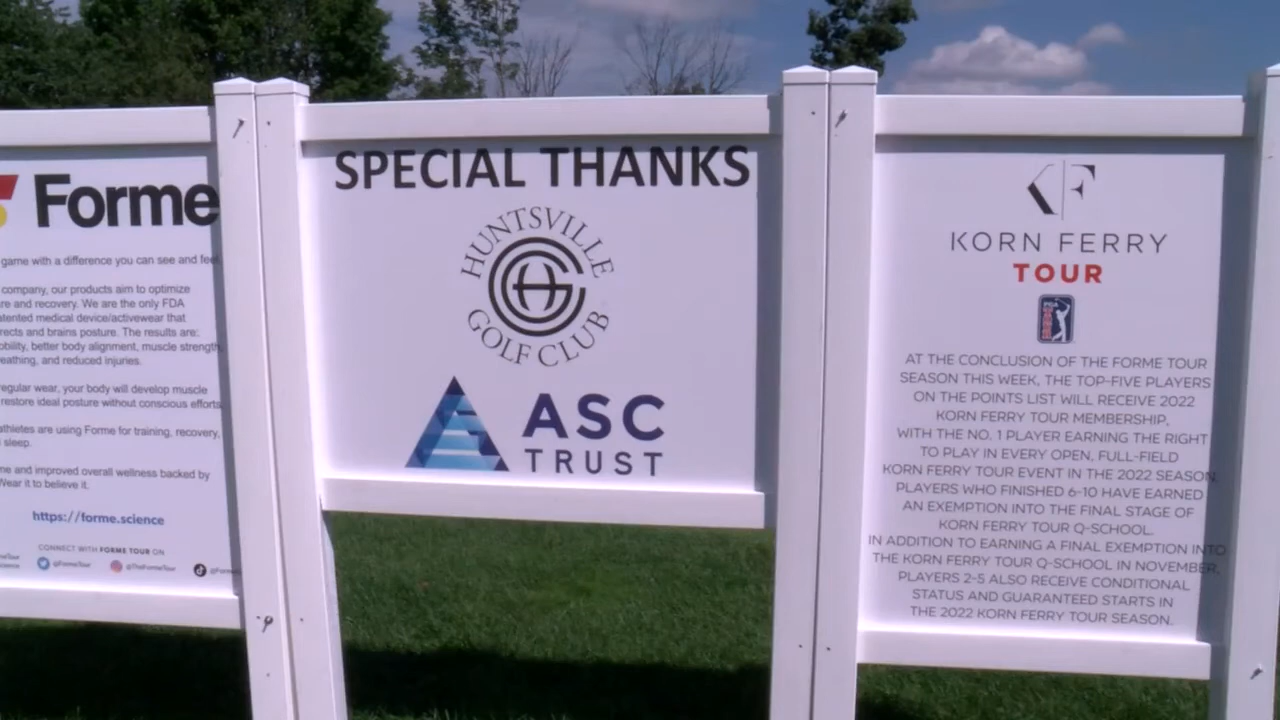 Forme
game with a difference you can see and feel.
company, our products aim to optimize
re and recovery. We are the only FDA
tented medical device/activewear that
rects and brains posture. The results are:
obility, better body alignment, muscle strength,
eathing, and reduced injuries.
regular wear, your body will develop muscle
restore ideal posture without conscious efforts
athletes are using Forme for training, recovery,
sleep.
me and improved overall wellness backed by
Wear it to believe it.
https://forme.science
CONNECT WITH FORME TOUR ON
@FormeTour @TheFormeTour
SPECIAL THANKS
HUNTSVILLE
GOLF CLUB
ASC
TRUST
KF
KORN FERRY
TOUR
PGA
TOUR
AT THE CONCLUSION OF THE FORME TOUR
SEASON THIS WEEK, THE TOP-FIVE PLAYERS
ON THE POINTS LIST WILL RECEIVE 2022
KORN FERRY TOUR MEMBERSHIP,
WITH THE NO. 1 PLAYER EARNING THE RIGHT
TO PLAY IN EVERY OPEN, FULL-FIELD
KORN FERRY TOUR EVENT IN THE 2022 SEASON.
PLAYERS WHO FINISHED 6-10 HAVE EARNED
AN EXEMPTION INTO THE FINAL STAGE OF
KORN FERRY TOUR Q-SCHOOL.
IN ADDITION TO EARNING A FINAL EXEMPTION INTO
THE KORN FERRY TOUR Q-SCHOOL IN NOVEMBER,
PLAYERS 2-5 ALSO RECEIVE CONDITIONAL
STATUS AND GUARANTEED STARTS IN
THE 2022 KORN FERRY TOUR SEASON.